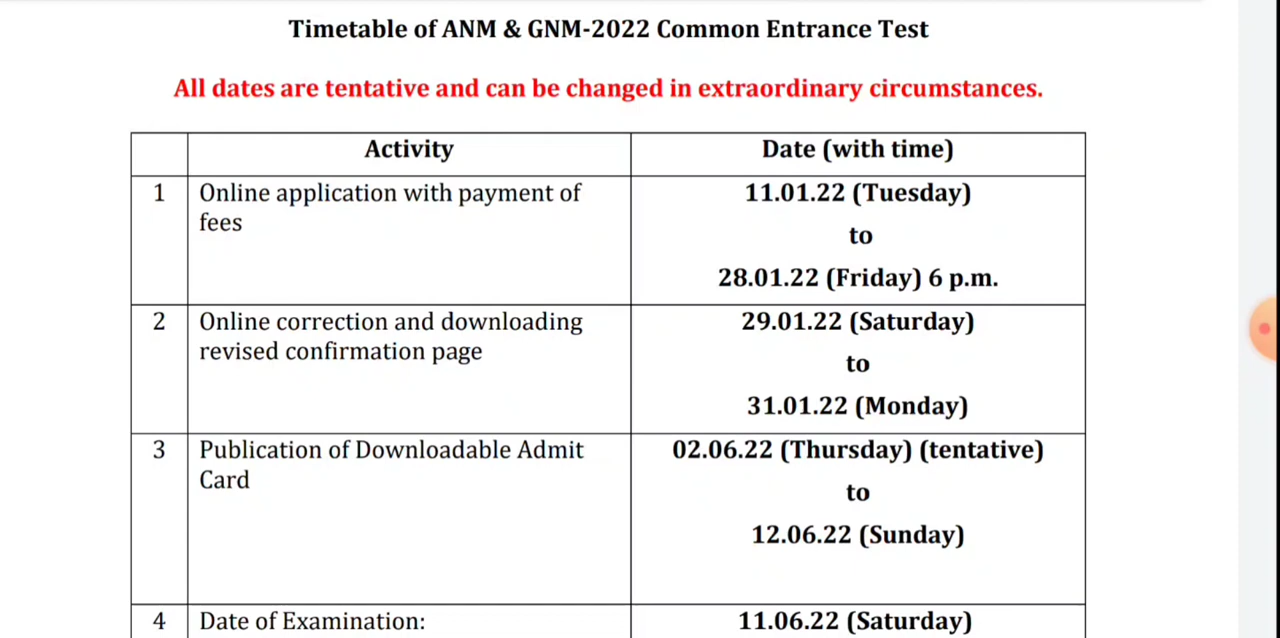 Timetable of ANM & GNM-2022 Common Entrance Test
All dates are tentative and can be changed in extraordinary circumstances.
Activity
Date (with time)
1
Online application with payment of
fees
11.01.22 (Tuesday)
to
28.01.22 (Friday) 6 p.m.
2
Online correction and downloading
revised confirmation page
29.01.22 (Saturday)
to
31.01.22 (Monday)
3
Publication of Downloadable Admit
Card
02.06.22 (Thursday) (tentative)
to
12.06.22 (Sunday)
4
Date of Examination:
11.06.22 (Saturday)